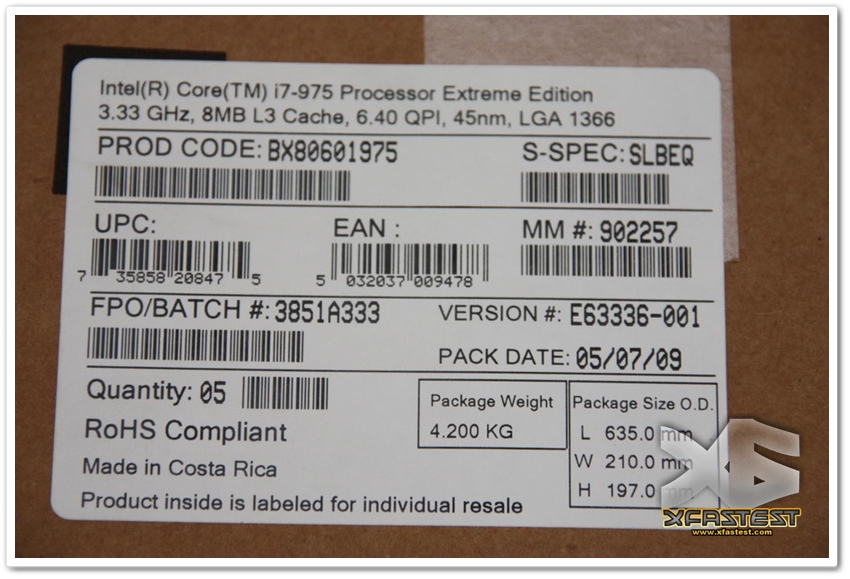 Intel(R) Core(TM) i7-975 Processor Extreme Edition
3.33 GHz, 8MB L3 Cache, 6.40 QPI, 45nm, LGA 1366
PROD CODE: BX80601975
S-SPEC: SLBEQ
UPC:
7 35858 20847 5
EAN :
5 032037 009478
MM #: 902257
FPO/BATCH #: 3851A333
VERSION #: E63336-001
PACK DATE: 05/07/09
Quantity: 05
RoHS Compliant
Made in Costa Rica
Product inside is labeled for individual resale
Package Weight
4.200 KG
Package Size O.D.
L 635.0 mm
W 210.0 mm
H 197.0 mm
XFASTEST
www.xfastest.com